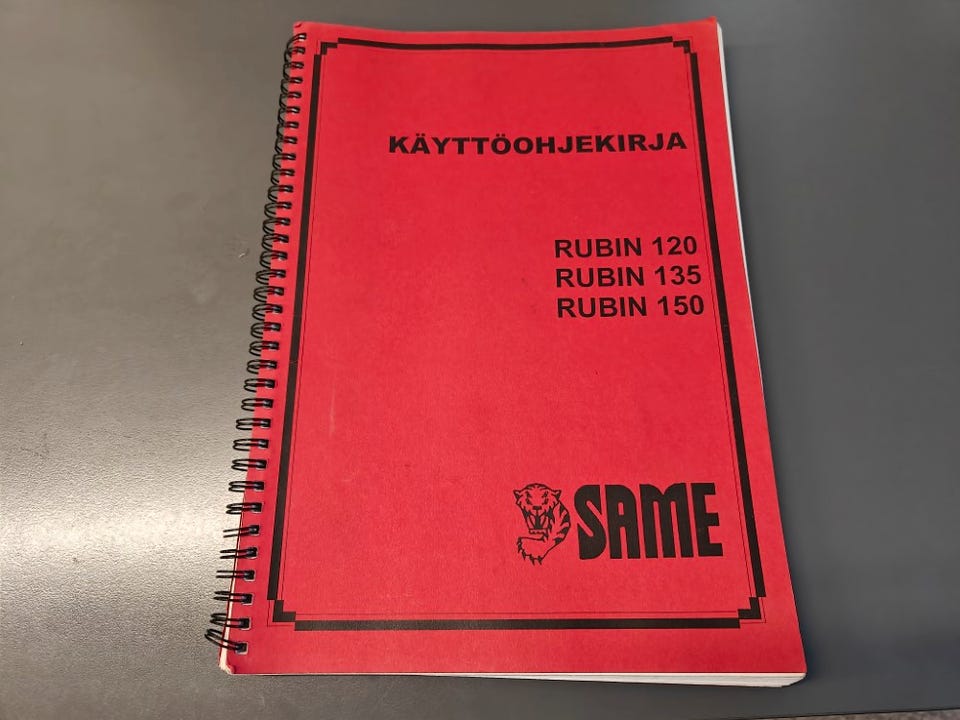 KÄYTTÖOHJEKIRJA
RUBIN 120
RUBIN 135
RUBIN 150
SAME